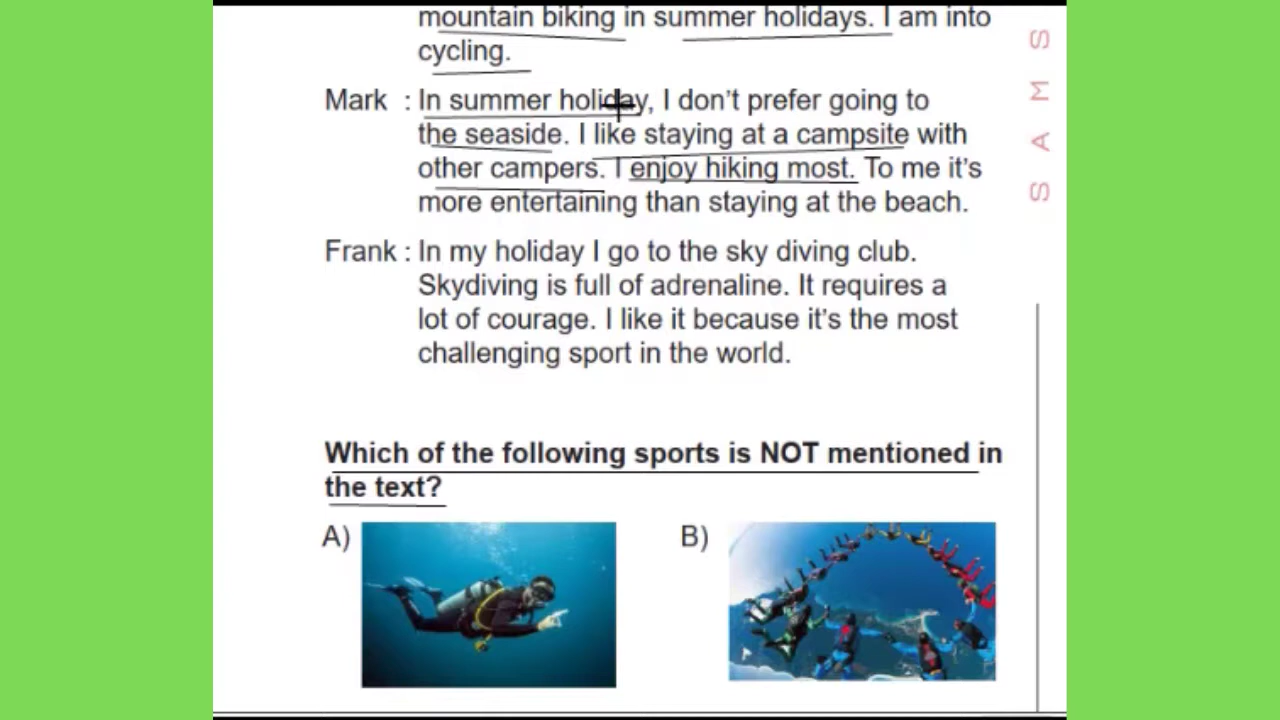 mountain biking in summer holidays. I am into
cycling.
Mark : In summer holiday, I don't prefer going to
the seaside. I like staying at a campsite with
other campers. I enjoy hiking most. To me it's
more entertaining than staying at the beach.
Frank : In my holiday I go to the sky diving club.
Skydiving is full of adrenaline. It requires a
lot of courage. I like it because it's the most
challenging sport in the world.
Which of the following sports is NOT mentioned in
the text?
A) B)
SAMS